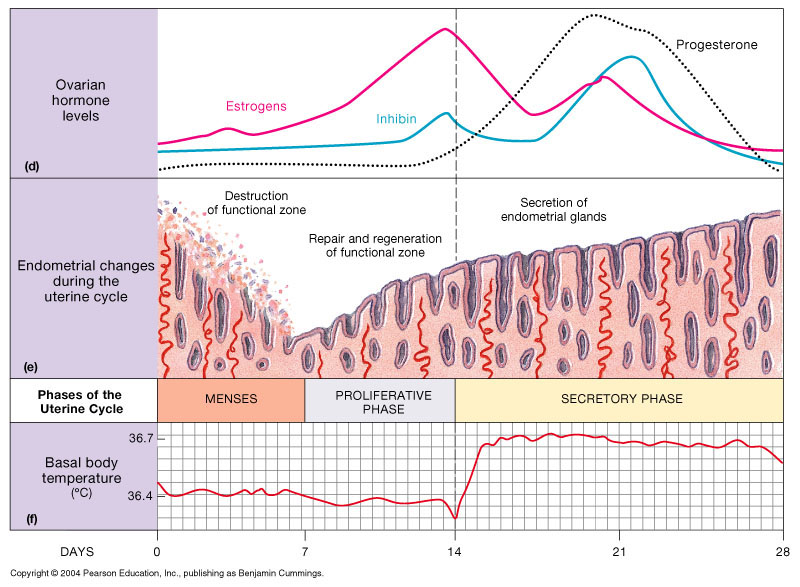 Ovarian
hormone
levels
(d)
Estrogens
Inhibin
Progesterone
Destruction
of functional zone
Repair and regeneration
of functional zone
Secretion of
endometrial glands
Endometrial changes
during the
uterine cycle
(e)
Phases of the
Uterine Cycle
MENSES
PROLIFERATIVE
PHASE
SECRETORY PHASE
36.7
Basal body
temperature
(°C)
36.4
(f)
DAYS 0 7 14 21 28
Copyright © 2004 Pearson Education, Inc., publishing as Benjamin Cummings.